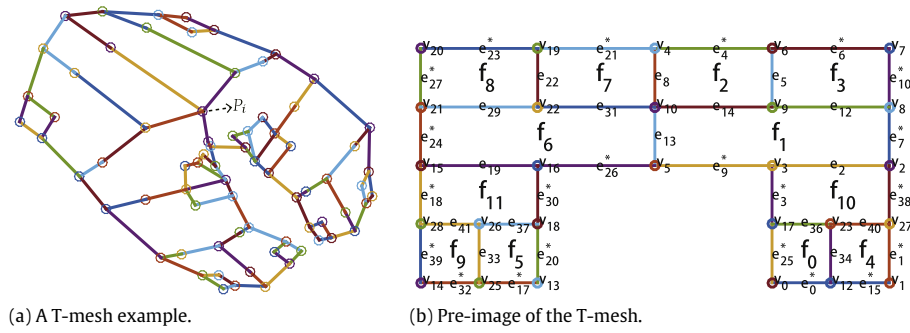 P_i
v_20 e*_23 v_19 e*_21 v_4 e*_4 v_6 e*_6 v_7
e*_27 f_8 e_22 f_7 e_8 f_2 e_5 f_3 e*_10
v_21 e_29 v_22 e_31 v_10 e_14 v_9 e_12 v_8
e*_24 f_6 e_13 f_1 e*_7
v_15 e_19 v_16 e*_26 v_5 e*_9 v_3 e_2 v_2
e*_18 f_11 e*_30 e*_3 f_10 e*_38
v_28 e_41 v_26 e_37 v_18 v_17 e_36 v_23 e_40 v_27
e*_39 f_9 e_33 f_5 e*_20 e*_25 f_0 e_34 f_4 e*_1
v_14 e*_32 v_25 e*_17 v_13 v_0 e*_0 v_12 e*_15 v_1
(a) A T-mesh example.
(b) Pre-image of the T-mesh.